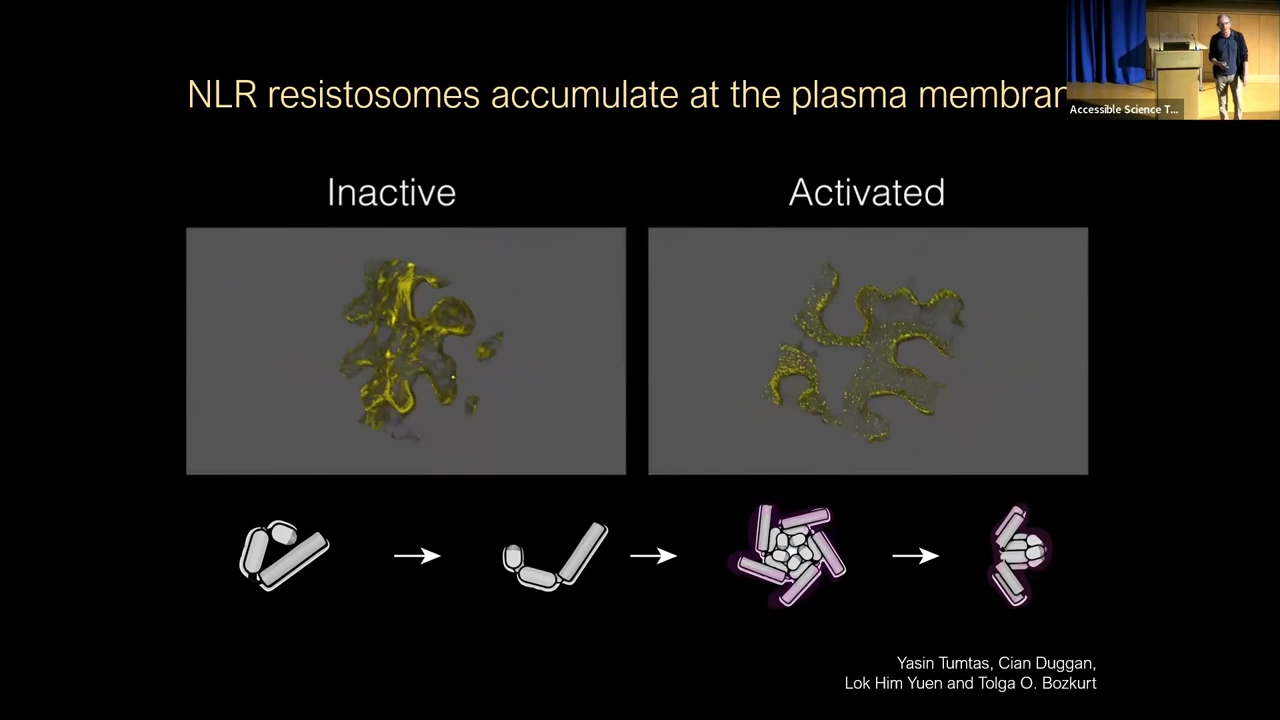 NLR resistosomes accumulate at the plasma membran
Accessible Science T...
Inactive
Activated
Yasin Tumtas, Cian Duggan,
Lok Him Yuen and Tolga O. Bozkurt